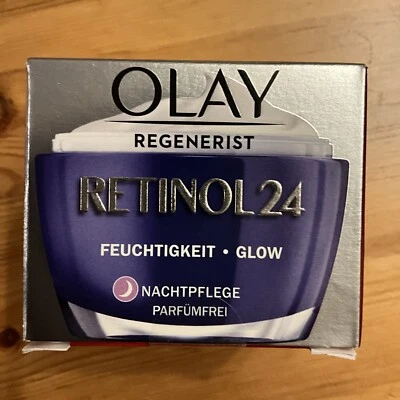 OLAY
REGENERIST
RETINOL24
FEUCHTIGKEIT • GLOW
NACHTPFLEGE
PARFÜMFREI